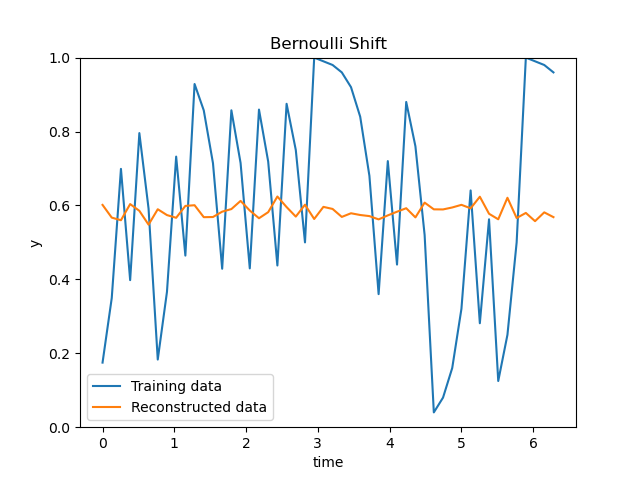 Bernoulli Shift
1.0
0.8
0.6
0.4
0.2
0.0
y
Training data
Reconstructed data
0 1 2 3 4 5 6
time